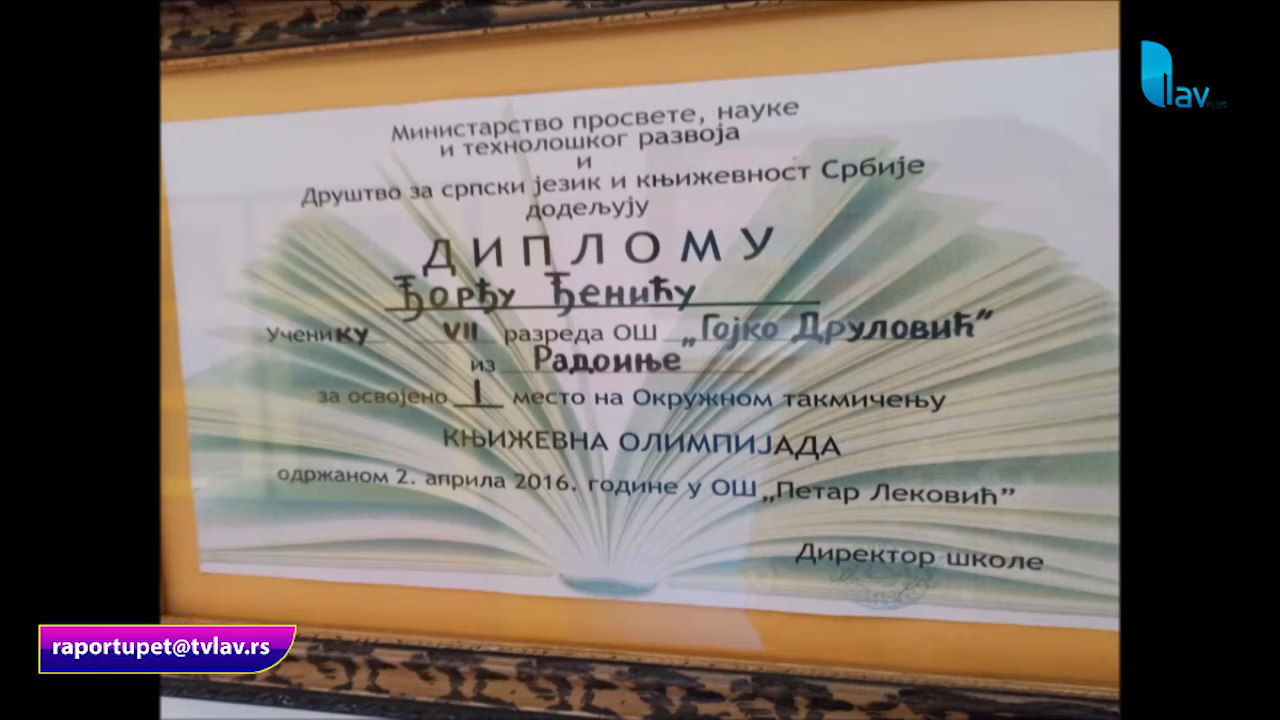 Министарство просвете, науке
и технолошког развоја
и
Друштво за српски језик и књижевност Србије
додељују
ДИПЛОМУ
Ђорђу Ђенићу
Ученику VII разреда ОШ „Гојко Друловић”
из Радоиње
за освојено I место на Окружном такмичењу
КЊИЖЕВНА ОЛИМПИЈАДА
одржаном 2. априла 2016. године у ОШ „Петар Лековић”
Директор школе
lav PLUS
raportupet@tvlav.rs